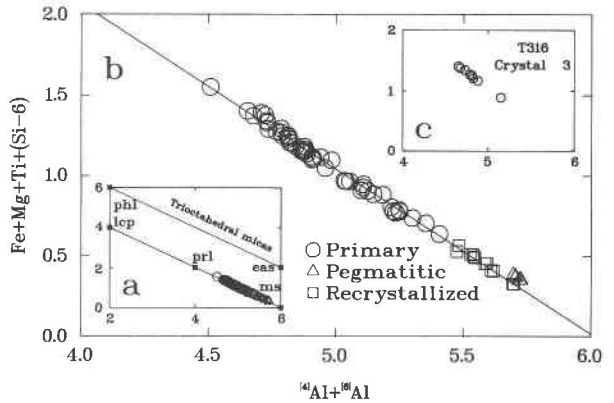 2.0
1.5
1.0
0.5
0.0
Fe+Mg+Ti+(Si-6)
b
2
1
0
T316
Crystal 3
c
4
5
6
6
4
2
0
phl
lcp
Trioctahedral micas
prl
eas
ms
a
2
4
6
Primary
Pegmatitic
Recrystallized
4.0
4.5
5.0
5.5
6.0
[4]Al+[6]Al